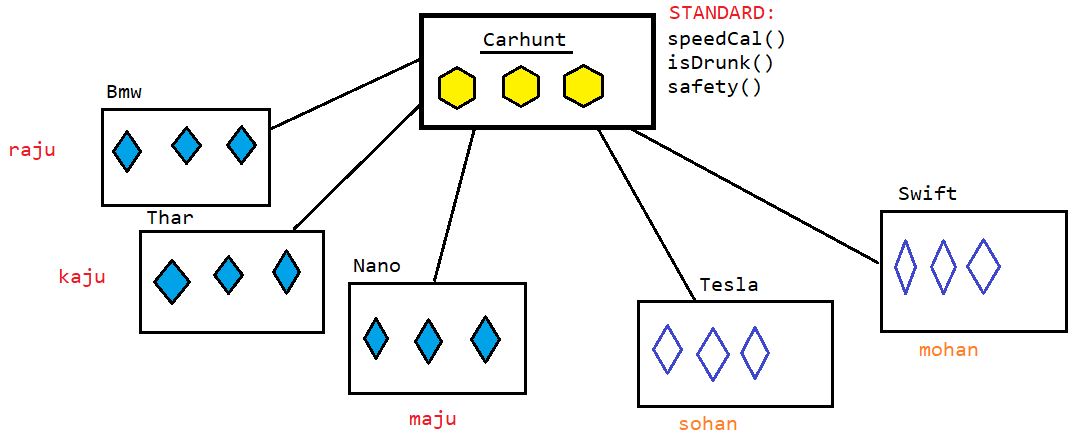 STANDARD:
Carhunt
speedCal()
isDrunk()
safety()
Bmw
raju
Thar
kaju
Nano
maju
Tesla
sohan
Swift
mohan